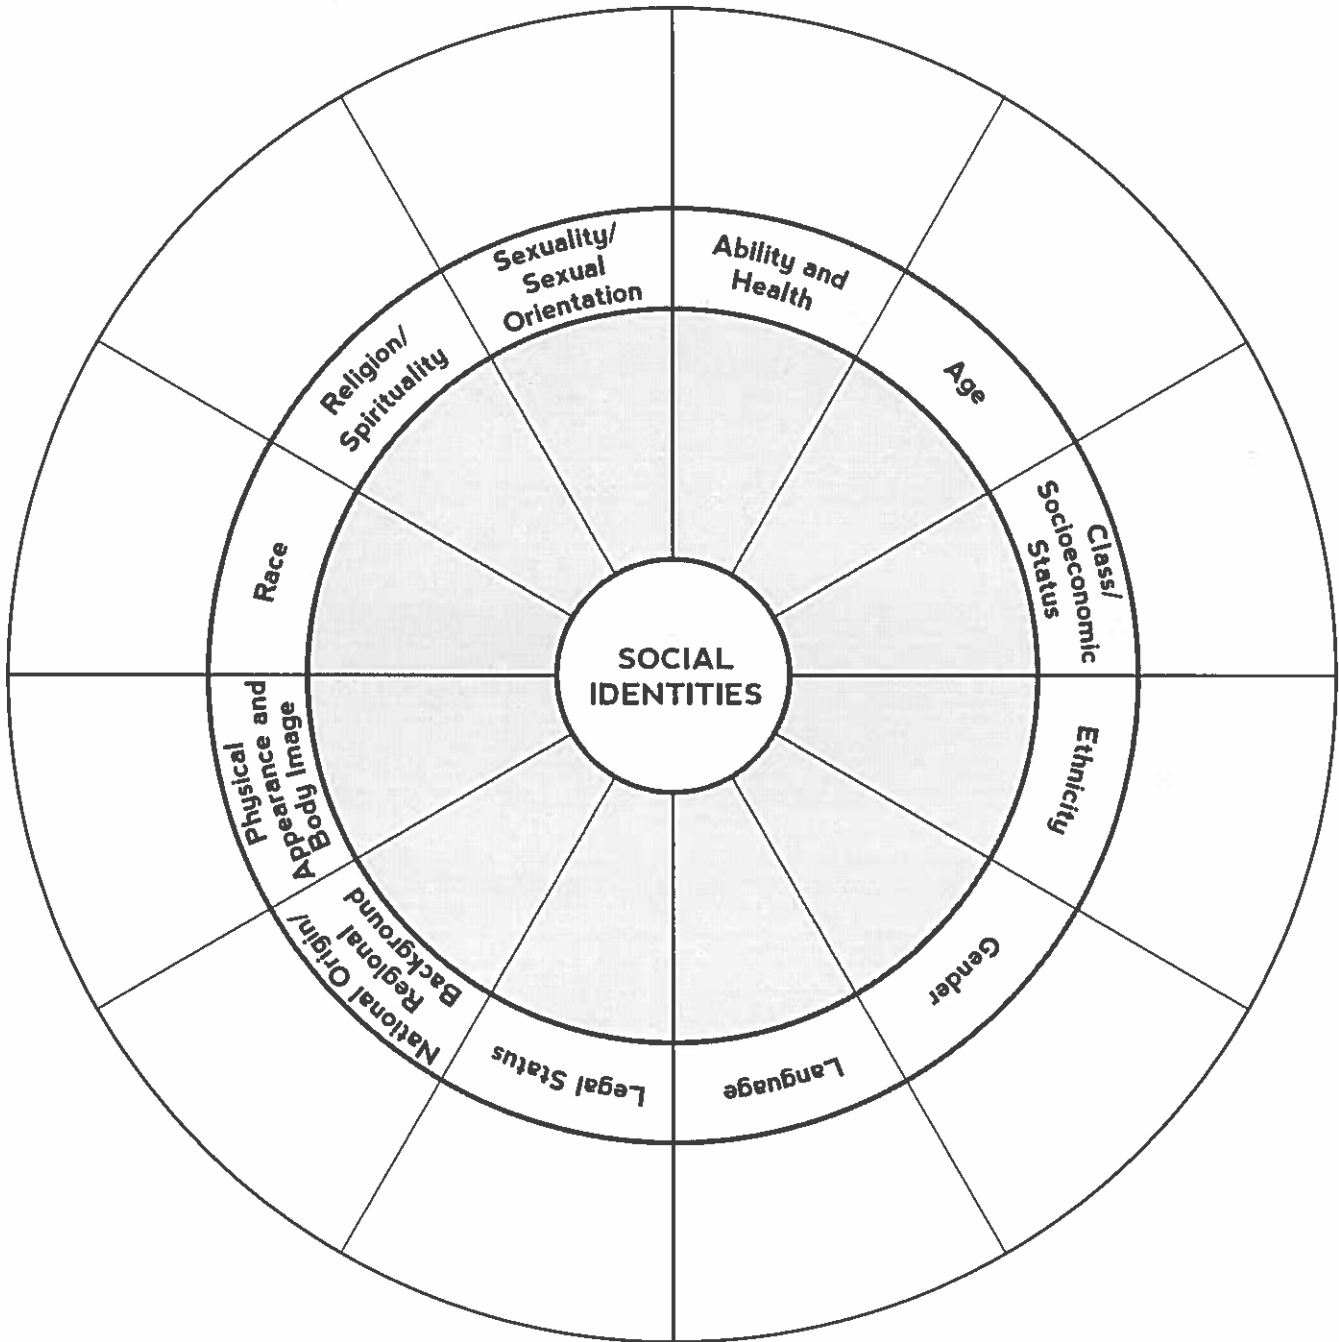 SOCIAL
IDENTITIES
Ability and
Health
Age
Class/
Socioeconomic
Status
Ethnicity
Gender
Language
Legal Status
National Origin/
Regional
Background
Physical
Appearance and
Body Image
Race
Religion/
Spirituality
Sexuality/
Sexual
Orientation